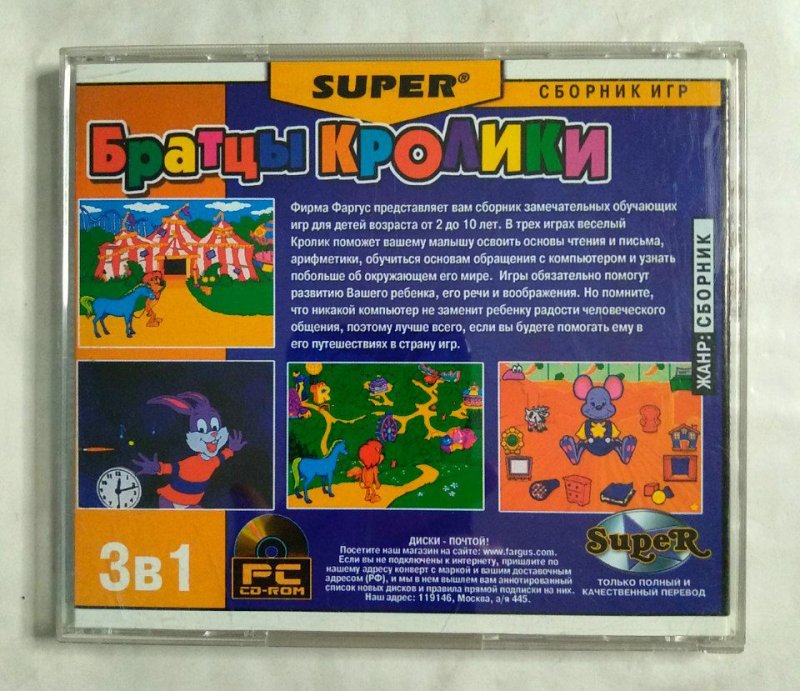 SUPER®
СБОРНИК ИГР
Братцы КРОЛИКИ
Фирма Фаргус представляет вам сборник замечательных обучающих
игр для детей возраста от 2 до 10 лет. В трех играх веселый
Кролик поможет вашему малышу освоить основы чтения и письма,
арифметики, обучиться основам обращения с компьютером и узнать
побольше об окружающем его мире. Игры обязательно помогут
развитию Вашего ребенка, его речи и воображения. Но помните,
что никакой компьютер не заменит ребенку радости человеческого
общения, поэтому лучше всего, если вы будете помогать ему в
его путешествиях в страну игр.
ЖАНР: СБОРНИК
3в1
PC
CD-ROM
ДИСКИ - ПОЧТОЙ!
Посетите наш магазин на сайте: www.fargus.com.
Если вы не подключены к интернету, пришлите по
нашему адресу конверт с маркой и вашим доставочным
адресом (РФ), и мы в нем вышлем вам аннотированный
список новых дисков и правила прямой подписки на них.
Наш адрес: 119146, Москва, а/я 445.
SupeR
ТОЛЬКО ПОЛНЫЙ И
КАЧЕСТВЕННЫЙ ПЕРЕВОД